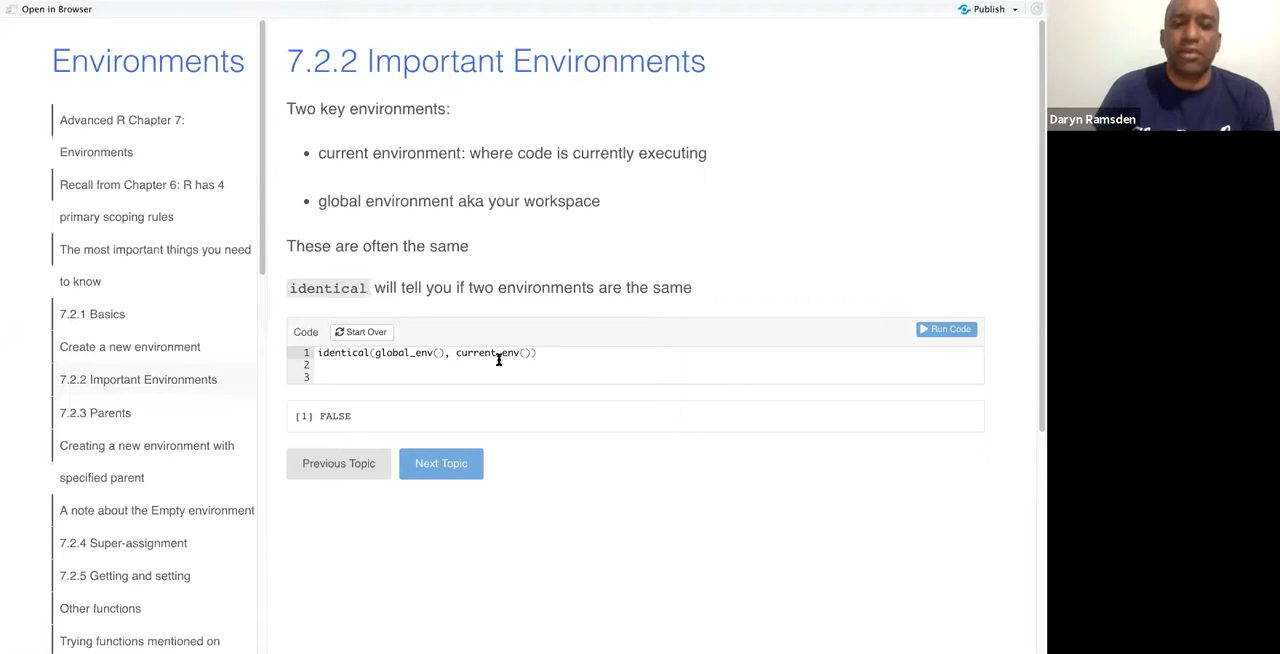 Open in Browser
Publish
Environments
Advanced R Chapter 7:
Environments
Recall from Chapter 6: R has 4
primary scoping rules
The most important things you need
to know
7.2.1 Basics
Create a new environment
7.2.2 Important Environments
7.2.3 Parents
Creating a new environment with
specified parent
A note about the Empty environment
7.2.4 Super-assignment
7.2.5 Getting and setting
Other functions
Trying functions mentioned on
7.2.2 Important Environments
Two key environments:
• current environment: where code is currently executing
• global environment aka your workspace
These are often the same
identical will tell you if two environments are the same
Code Start Over Run Code
1 identical(global_env(), current_env())
2
3
[1] FALSE
Previous Topic Next Topic
Daryn Ramsden